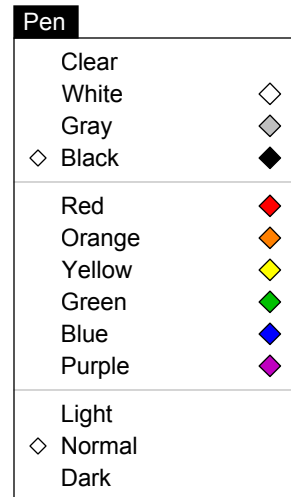 Pen
Clear
White
Gray
Black
Red
Orange
Yellow
Green
Blue
Purple
Light
Normal
Dark